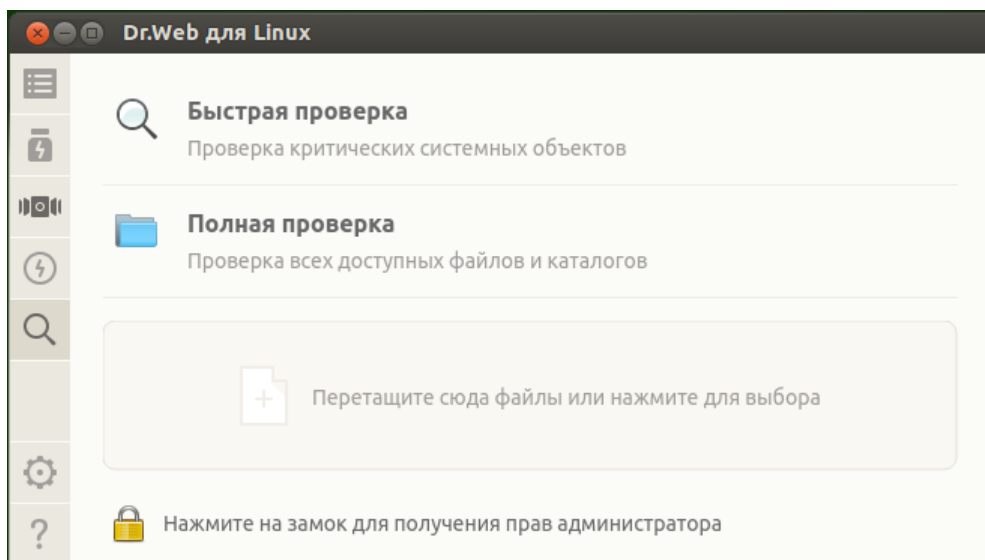 Dr.Web для Linux
Быстрая проверка
Проверка критических системных объектов
Полная проверка
Проверка всех доступных файлов и каталогов
Перетащите сюда файлы или нажмите для выбора
Нажмите на замок для получения прав администратора
?